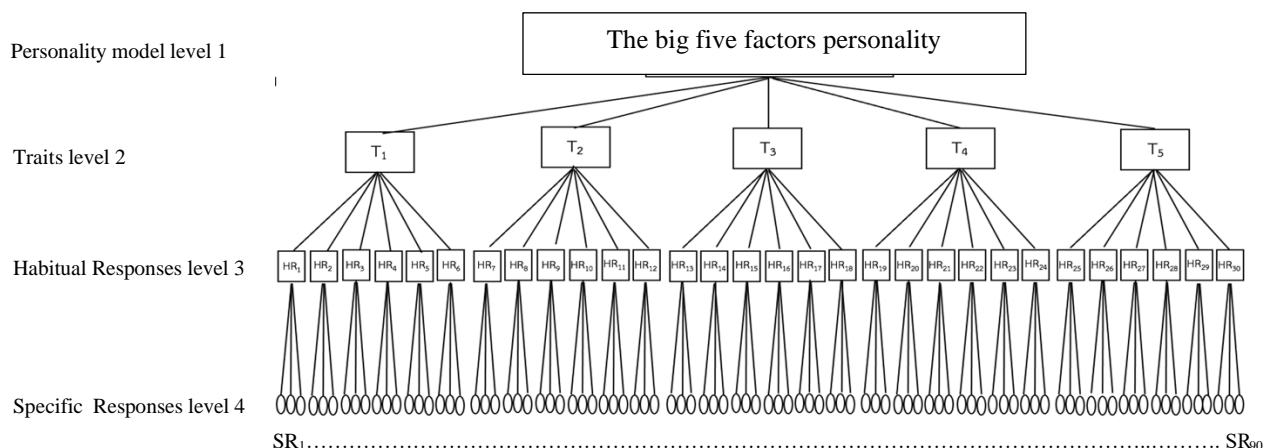 The big five factors personality
Personality model level 1
Traits level 2
T₁ T₂ T₃ T₄ T₅
Habitual Responses level 3
HR₁ HR₂ HR₃ HR₄ HR₅ HR₆ HR₇ HR₈ HR₉ HR₁₀ HR₁₁ HR₁₂ HR₁₃ HR₁₄ HR₁₅ HR₁₆ HR₁₇ HR₁₈ HR₁₉ HR₂₀ HR₂₁ HR₂₂ HR₂₃ HR₂₄ HR₂₅ HR₂₆ HR₂₇ HR₂₈ HR₂₉ HR₃₀
Specific Responses level 4
SR₁.......................................................................................................... SR₉₀